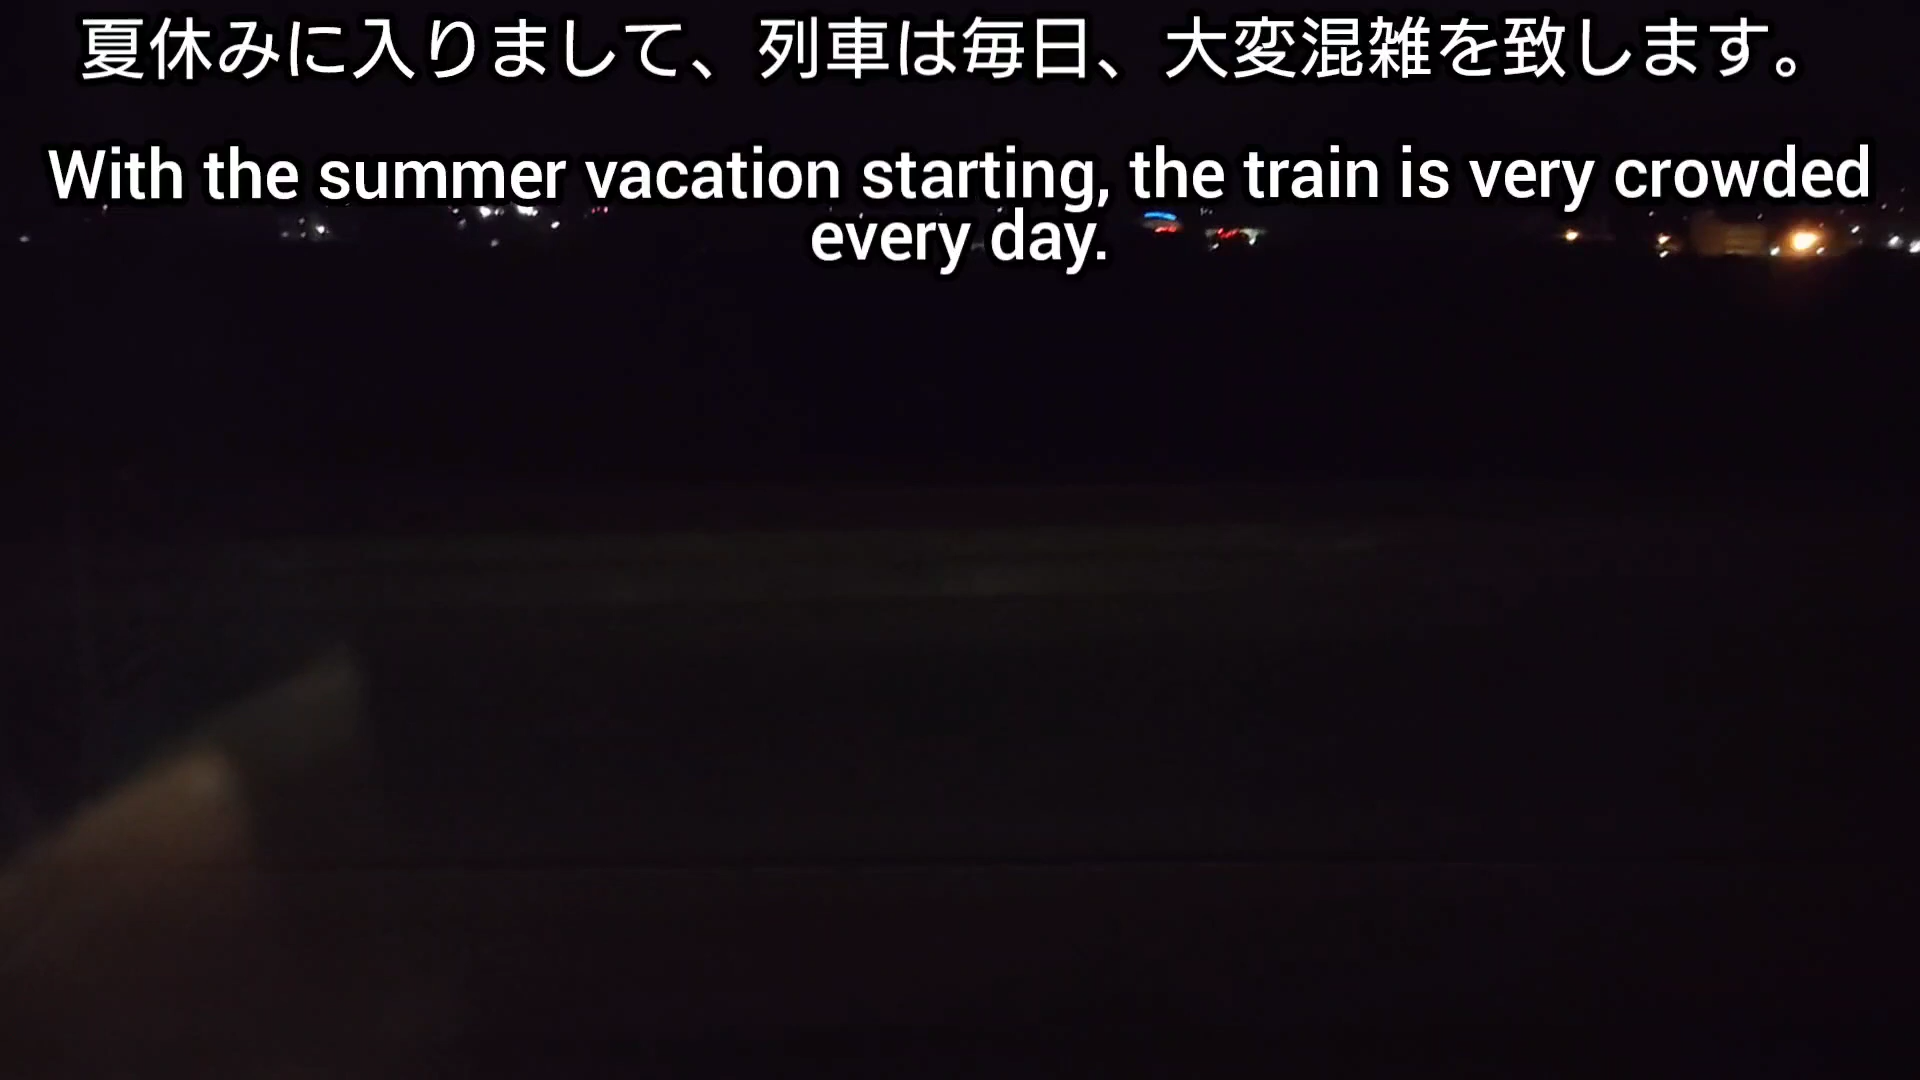 夏休みに入りまして、列車は毎日、大変混雑を致します。
With the summer vacation starting, the train is very crowded
every day.